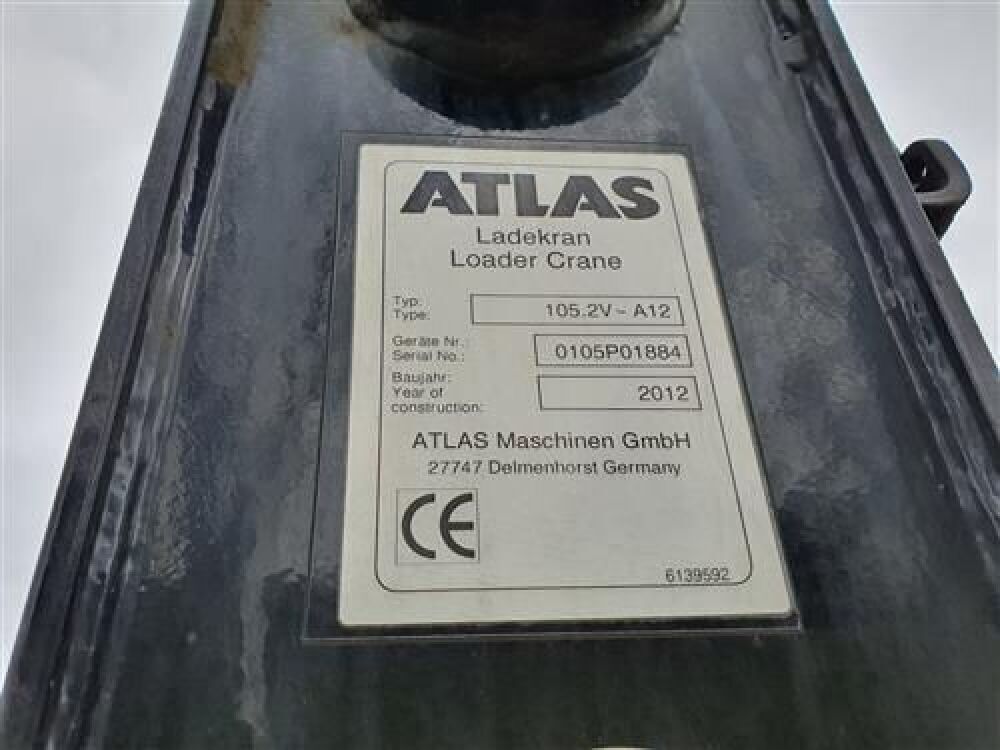 ATLAS
Ladekran
Loader Crane
Typ:
Type:
105.2V - A12
Geräte Nr.:
Serial No.:
0105P01884
Baujahr:
Year of
construction:
2012
ATLAS Maschinen GmbH
27747 Delmenhorst Germany
CE
6139592